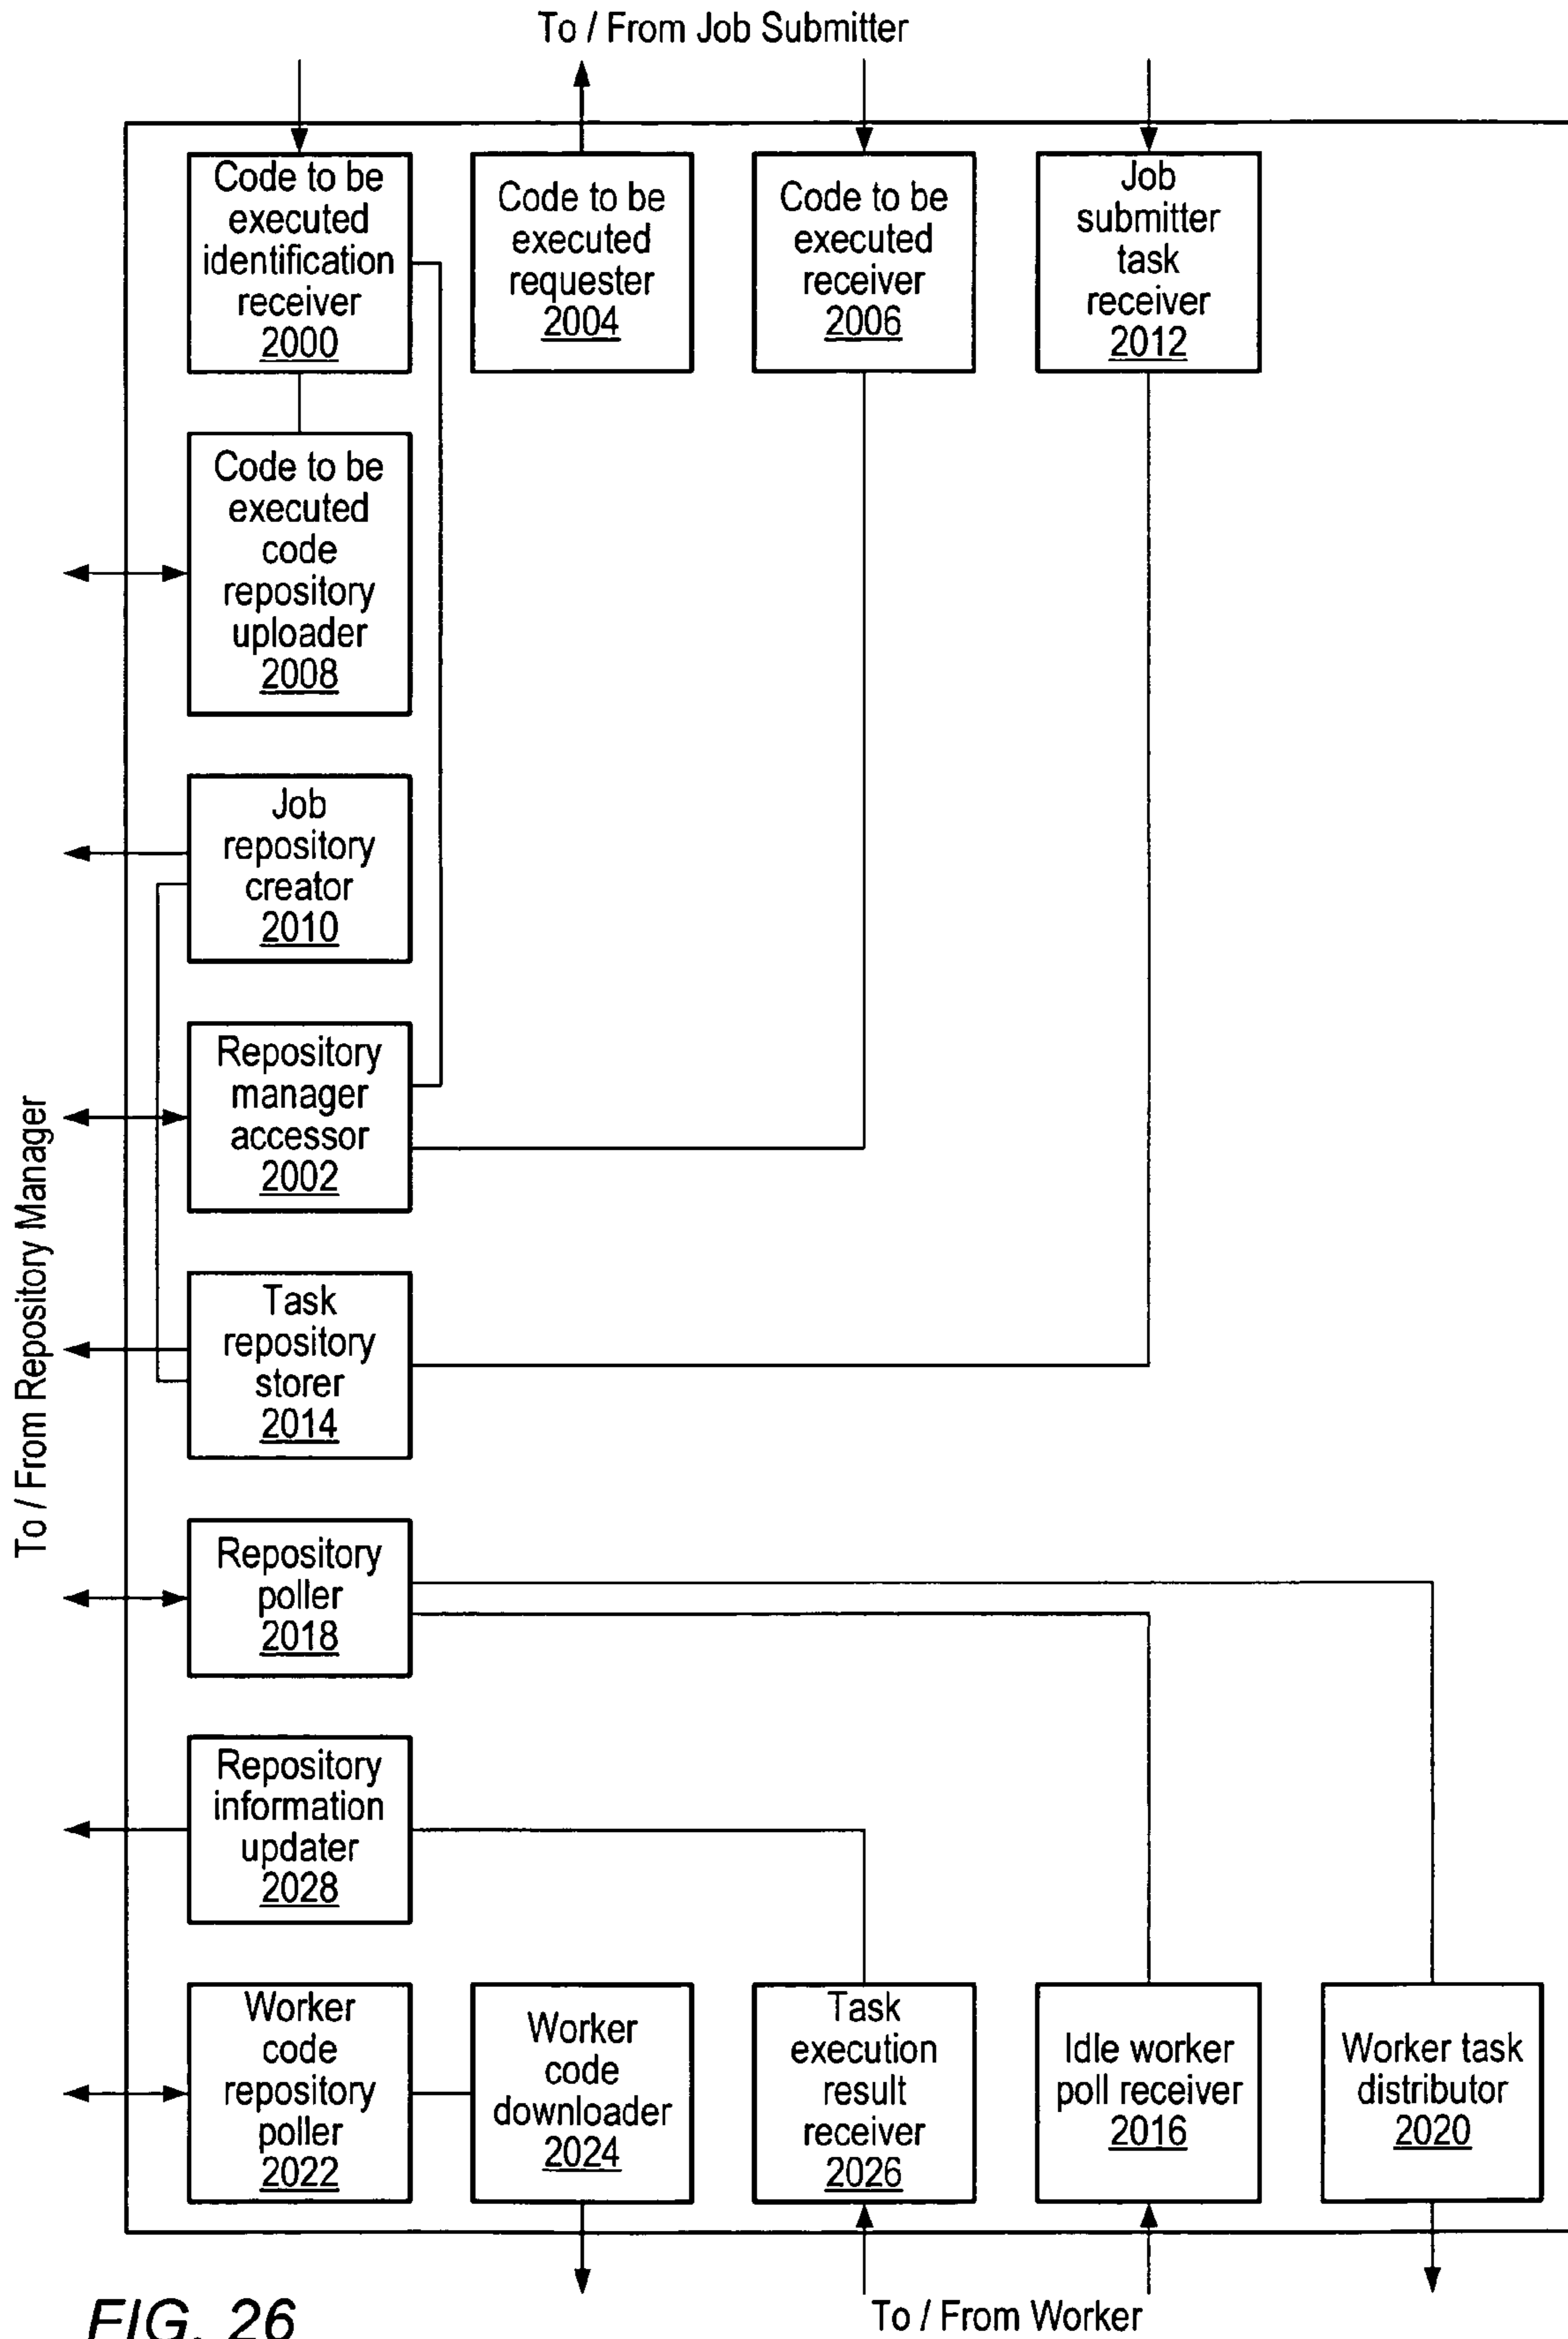 To / From Job Submitter
Code to be
executed
identification
receiver
2000
Code to be
executed
requester
2004
Code to be
executed
receiver
2006
Job
submitter
task
receiver
2012
Code to be
executed
code
repository
uploader
2008
Job
repository
creator
2010
Repository
manager
accessor
2002
To / From Repository Manager
Task
repository
storer
2014
Repository
poller
2018
Repository
information
updater
2028
Worker
code
repository
poller
2022
Worker
code
downloader
2024
Task
execution
result
receiver
2026
Idle worker
poll receiver
2016
Worker task
distributor
2020
To / From Worker
FIG. 26